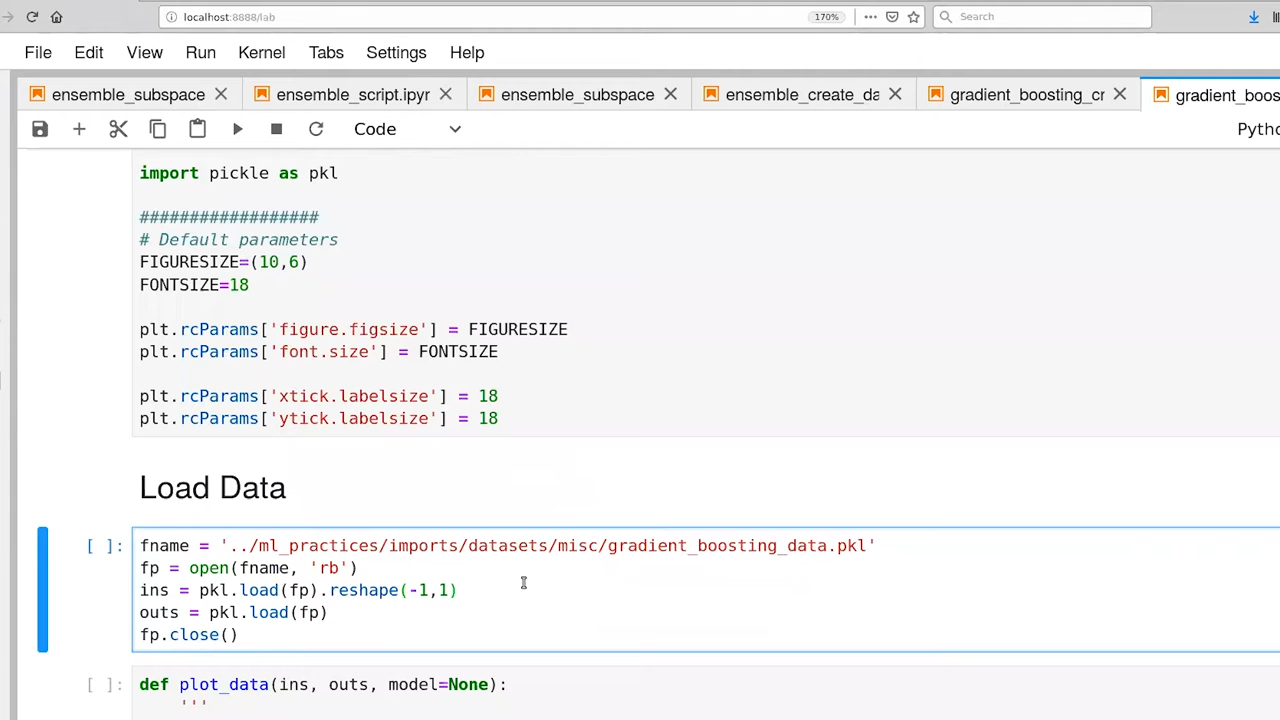 localhost:8888/lab
170%
Search
File Edit View Run Kernel Tabs Settings Help
ensemble_subspace ensemble_script.ipyr ensemble_subspace ensemble_create_da gradient_boosting_cr gradient_boos
Code Pytho
import pickle as pkl
##################
# Default parameters
FIGURESIZE=(10,6)
FONTSIZE=18
plt.rcParams['figure.figsize'] = FIGURESIZE
plt.rcParams['font.size'] = FONTSIZE
plt.rcParams['xtick.labelsize'] = 18
plt.rcParams['ytick.labelsize'] = 18
Load Data
[ ]: fname = '../ml_practices/imports/datasets/misc/gradient_boosting_data.pkl'
fp = open(fname, 'rb')
ins = pkl.load(fp).reshape(-1,1)
outs = pkl.load(fp)
fp.close()
[ ]: def plot_data(ins, outs, model=None):
'''